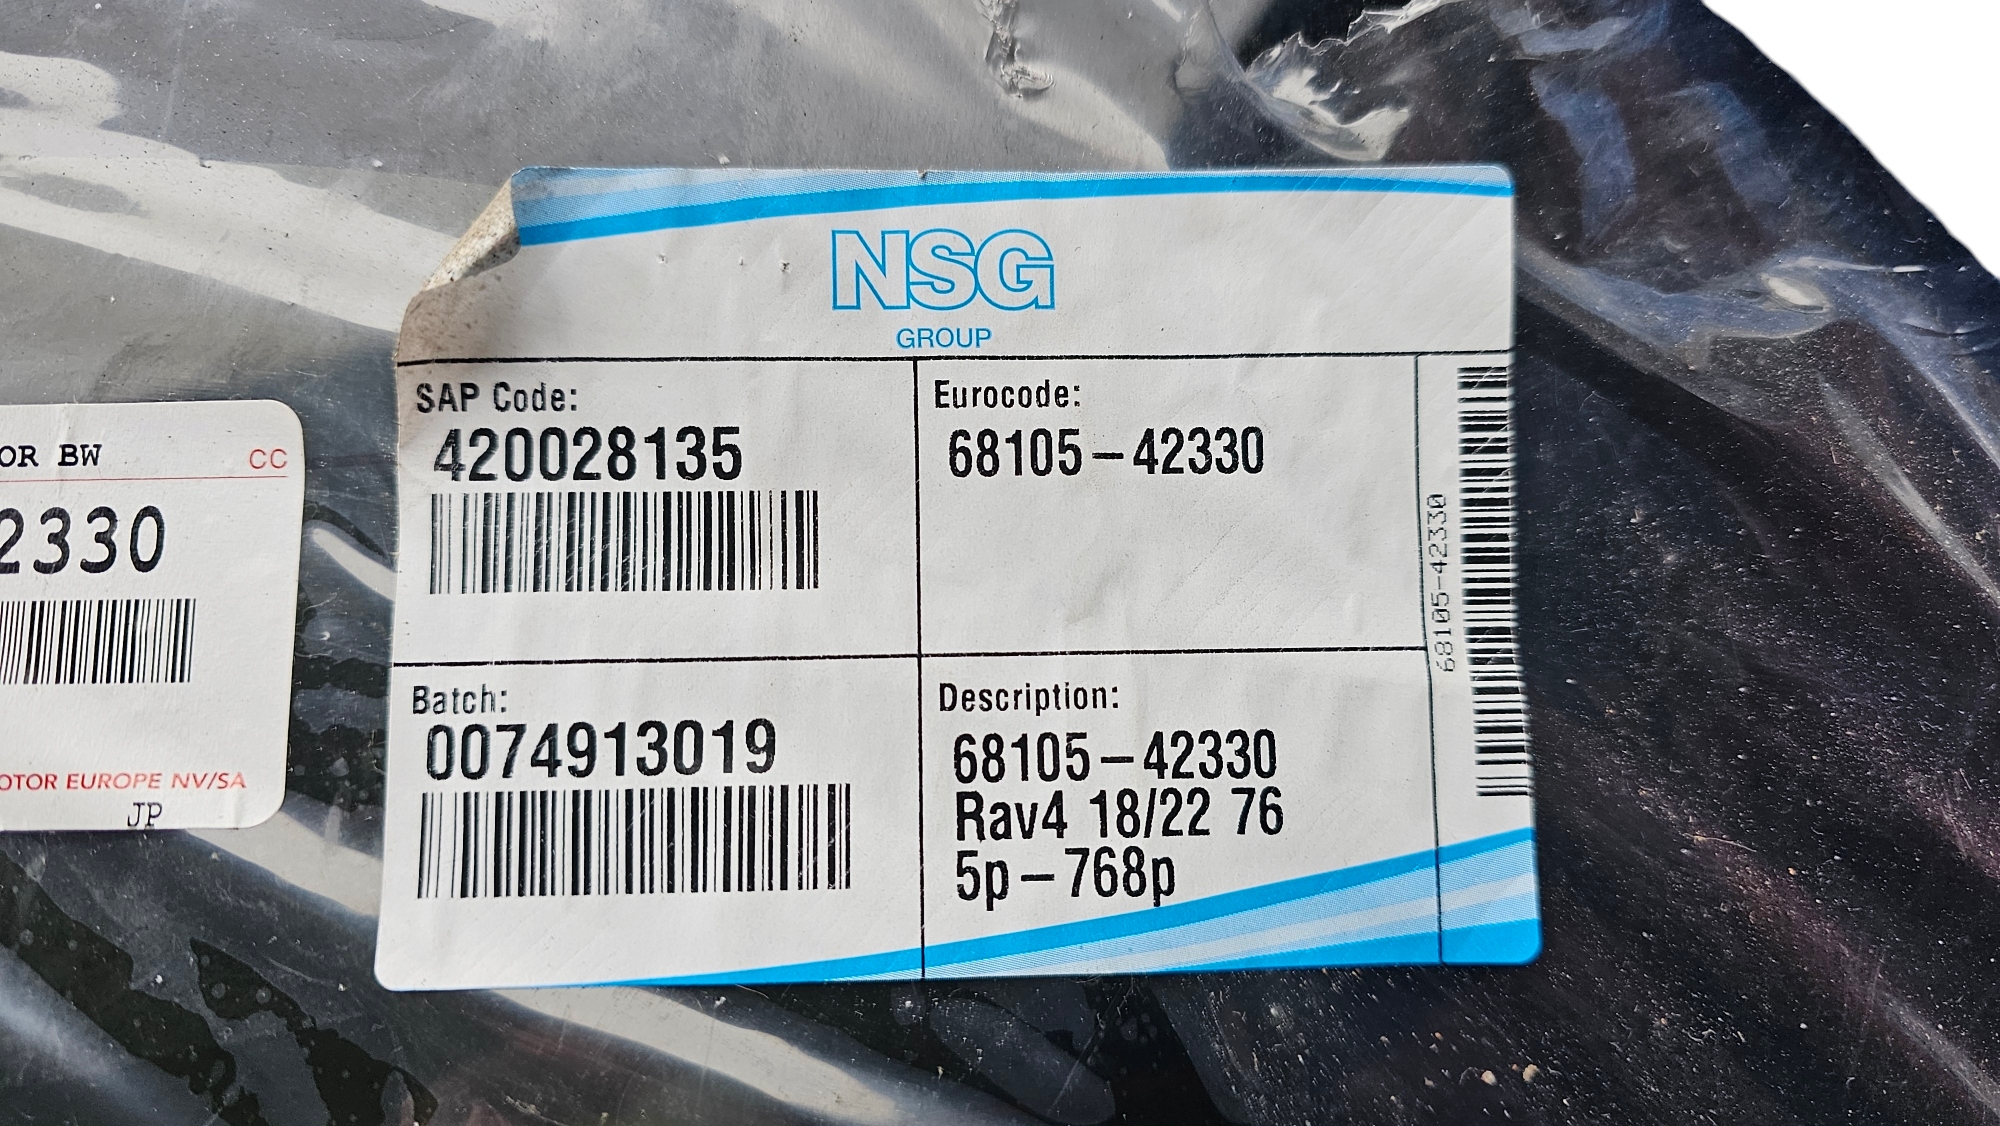 NSG
GROUP
SAP Code:
420028135
Eurocode:
68105-42330
68105-42330
Batch:
0074913019
Description:
68105-42330
Rav4 18/22 76
5p-768p
OR BW
CC
2330
OTOR EUROPE NV/SA
JP